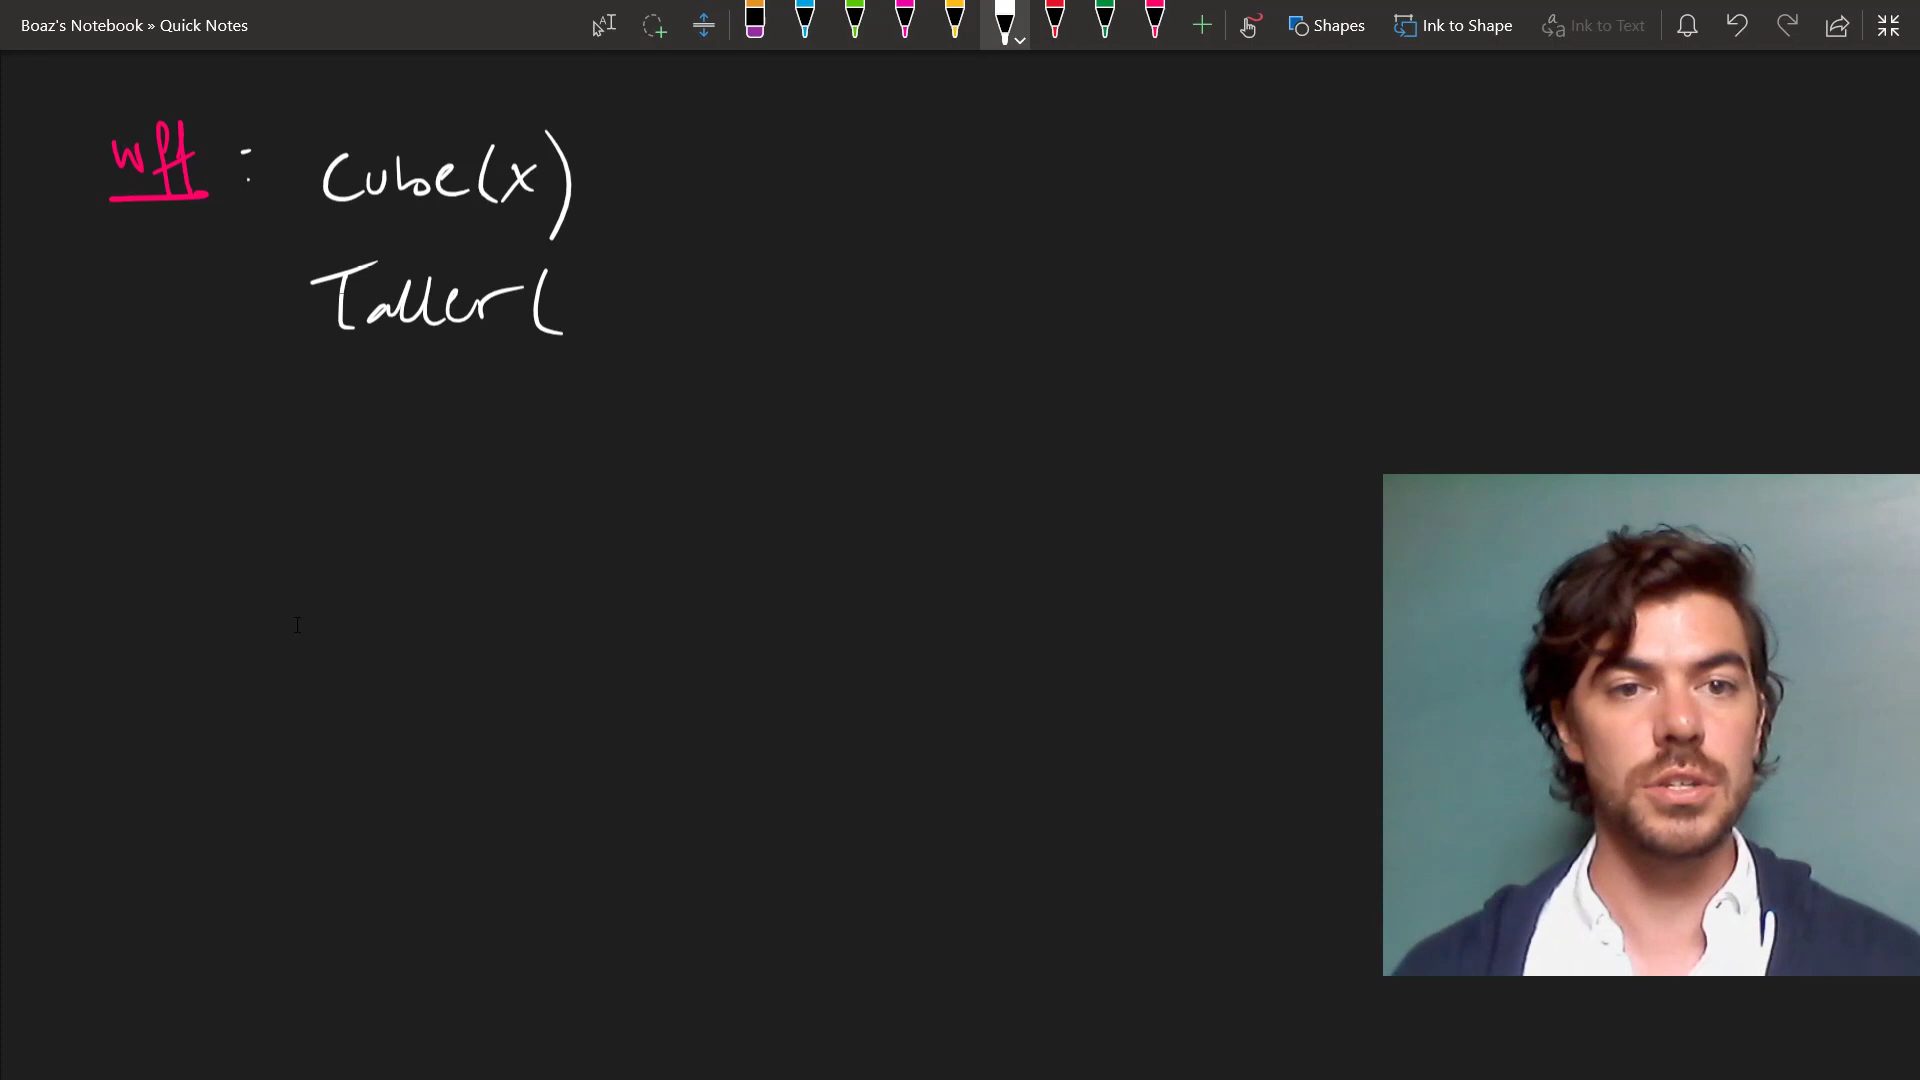 Boaz's Notebook » Quick Notes
Shapes
Ink to Shape
Ink to Text
wff : Cube(x)
Taller(